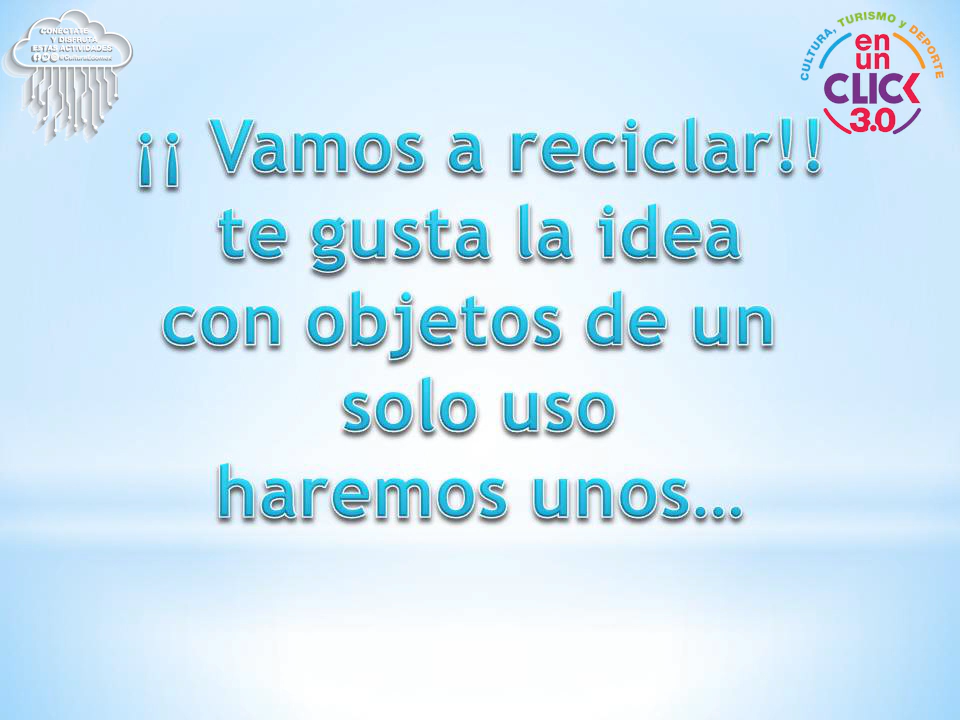 CONÉCTATE
Y DISFRUTA
ESTAS ACTIVIDADES
CULTURA, TURISMO y DEPORTE
en
un
CLICK
3.0
¡¡ Vamos a reciclar!!
te gusta la idea
con objetos de un
solo uso
haremos unos...